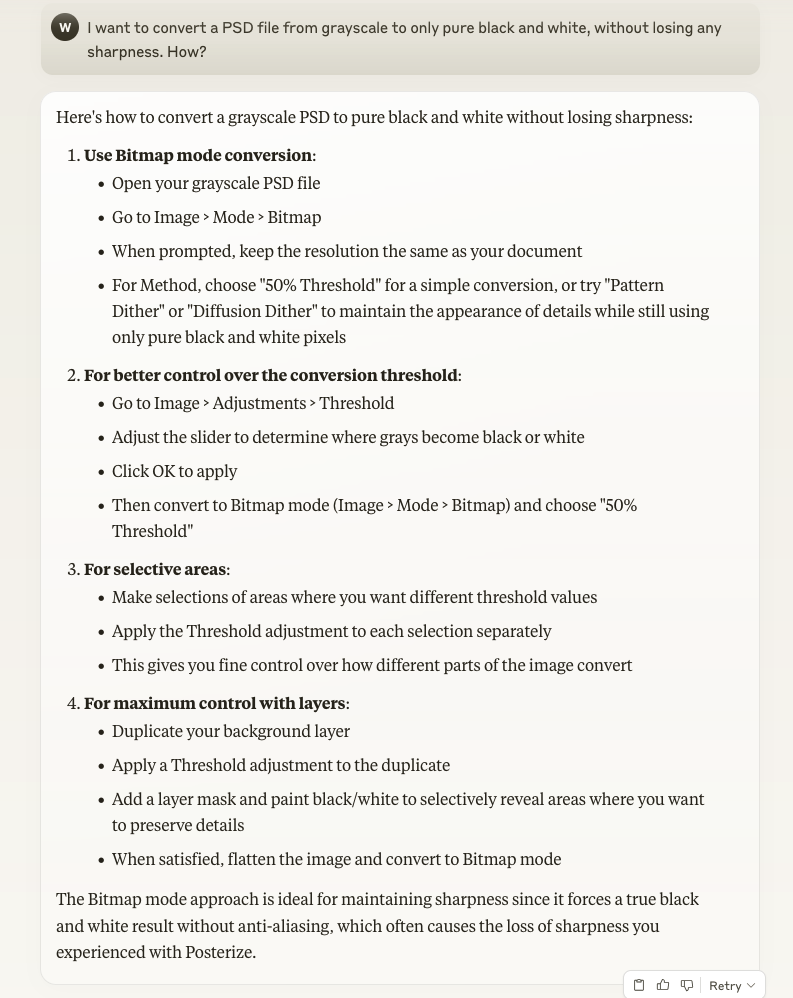 W
I want to convert a PSD file from grayscale to only pure black and white, without losing any
sharpness. How?
Here's how to convert a grayscale PSD to pure black and white without losing sharpness:
1. Use Bitmap mode conversion:
• Open your grayscale PSD file
• Go to Image > Mode > Bitmap
• When prompted, keep the resolution the same as your document
• For Method, choose "50% Threshold" for a simple conversion, or try "Pattern
Dither" or "Diffusion Dither" to maintain the appearance of details while still using
only pure black and white pixels
2. For better control over the conversion threshold:
• Go to Image > Adjustments > Threshold
• Adjust the slider to determine where grays become black or white
• Click OK to apply
• Then convert to Bitmap mode (Image > Mode > Bitmap) and choose "50%
Threshold"
3. For selective areas:
• Make selections of areas where you want different threshold values
• Apply the Threshold adjustment to each selection separately
• This gives you fine control over how different parts of the image convert
4. For maximum control with layers:
• Duplicate your background layer
• Apply a Threshold adjustment to the duplicate
• Add a layer mask and paint black/white to selectively reveal areas where you want
to preserve details
• When satisfied, flatten the image and convert to Bitmap mode
The Bitmap mode approach is ideal for maintaining sharpness since it forces a true black
and white result without anti-aliasing, which often causes the loss of sharpness you
experienced with Posterize.
Retry